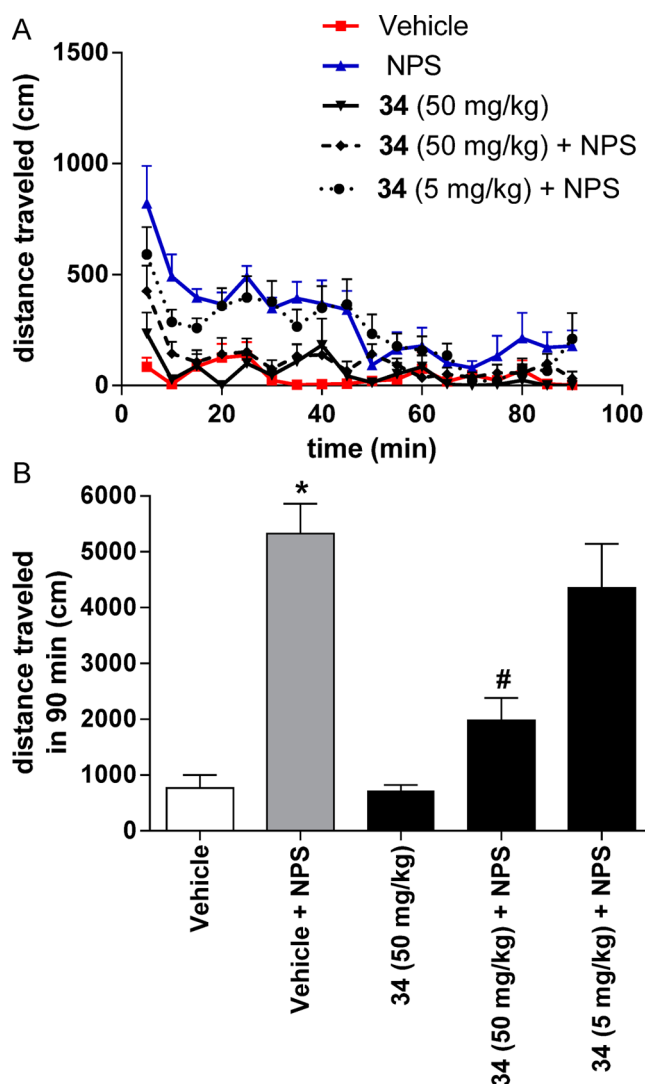 A
Vehicle
NPS
34 (50 mg/kg)
34 (50 mg/kg) + NPS
34 (5 mg/kg) + NPS
distance traveled (cm)
1500
1000
500
0
0 20 40 60 80 100
time (min)
B
distance traveled
in 90 min (cm)
6000
5000
4000
3000
2000
1000
0
*
#
Vehicle
Vehicle + NPS
34 (50 mg/kg)
34 (50 mg/kg) + NPS
34 (5 mg/kg) + NPS